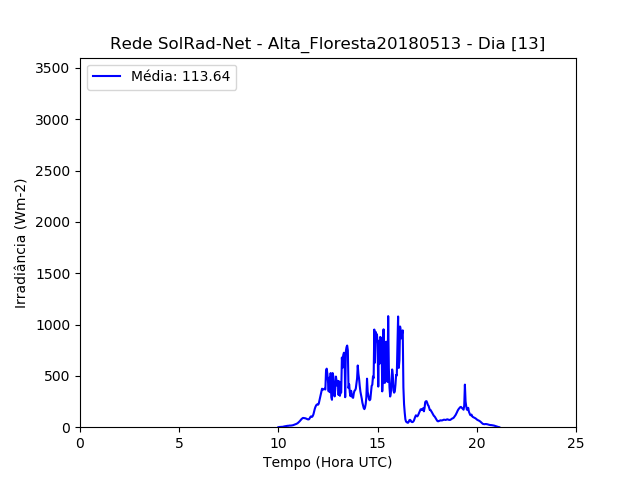 Rede SolRad-Net - Alta_Floresta20180513 - Dia [13]
Média: 113.64
3500
3000
2500
2000
1500
1000
500
0
Irradiância (Wm-2)
0 5 10 15 20 25
Tempo (Hora UTC)